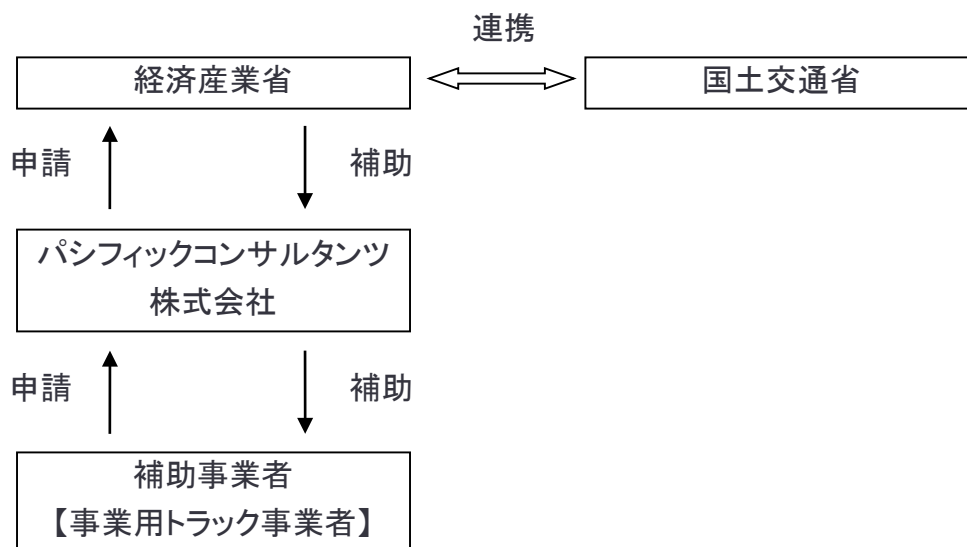 連携
経済産業省
国土交通省
申請
補助
パシフィックコンサルタンツ
株式会社
申請
補助
補助事業者
【事業用トラック事業者】